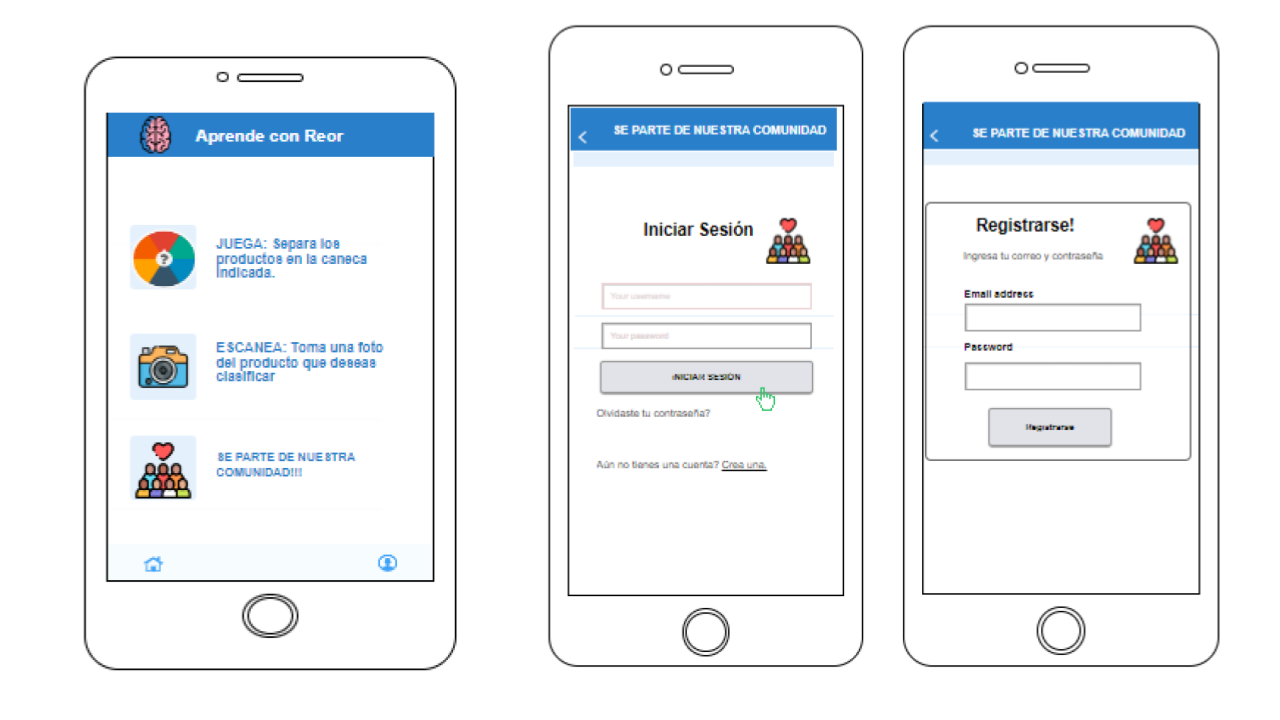 Aprende con Reor
?
JUEGA: Separa los
productos en la caneca
indicada.
ESCANEA: Toma una foto
del producto que deseas
clasificar
SE PARTE DE NUESTRA
COMUNIDAD!!!
SE PARTE DE NUESTRA COMUNIDAD
Iniciar Sesión
Your username
Your password
INICIAR SESIÓN
Olvidaste tu contraseña?
Aún no tienes una cuenta? Crea una.
SE PARTE DE NUESTRA COMUNIDAD
Registrarse!
Ingresa tu correo y contraseña
Email address
Password
Registrarse